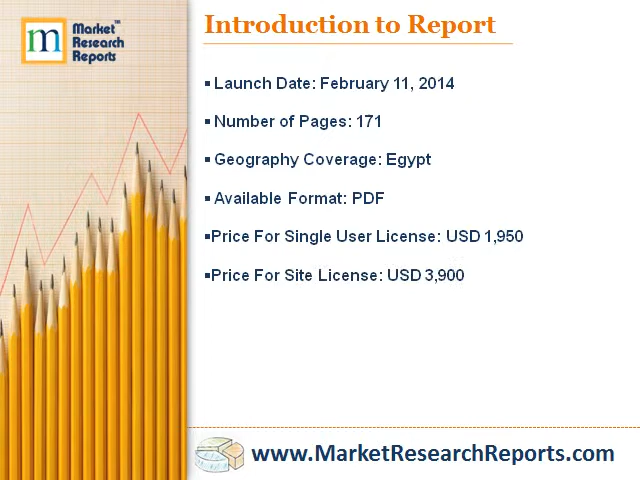 Market™
Research
Reports
m
Introduction to Report
▪ Launch Date: February 11, 2014
▪ Number of Pages: 171
▪ Geography Coverage: Egypt
▪ Available Format: PDF
▪Price For Single User License: USD 1,950
▪Price For Site License: USD 3,900
www.MarketResearchReports.com